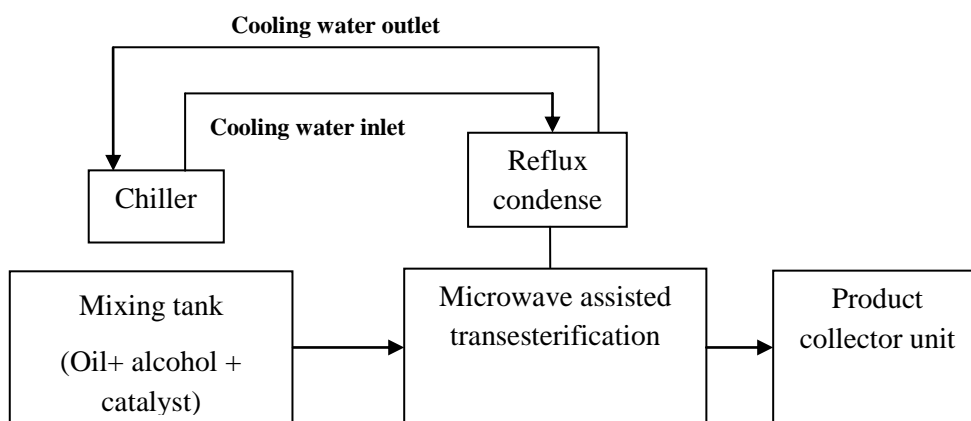 Cooling water outlet
Cooling water inlet
Reflux
condense
Chiller
Mixing tank
(Oil+ alcohol +
catalyst)
Microwave assisted
transesterification
Product
collector unit